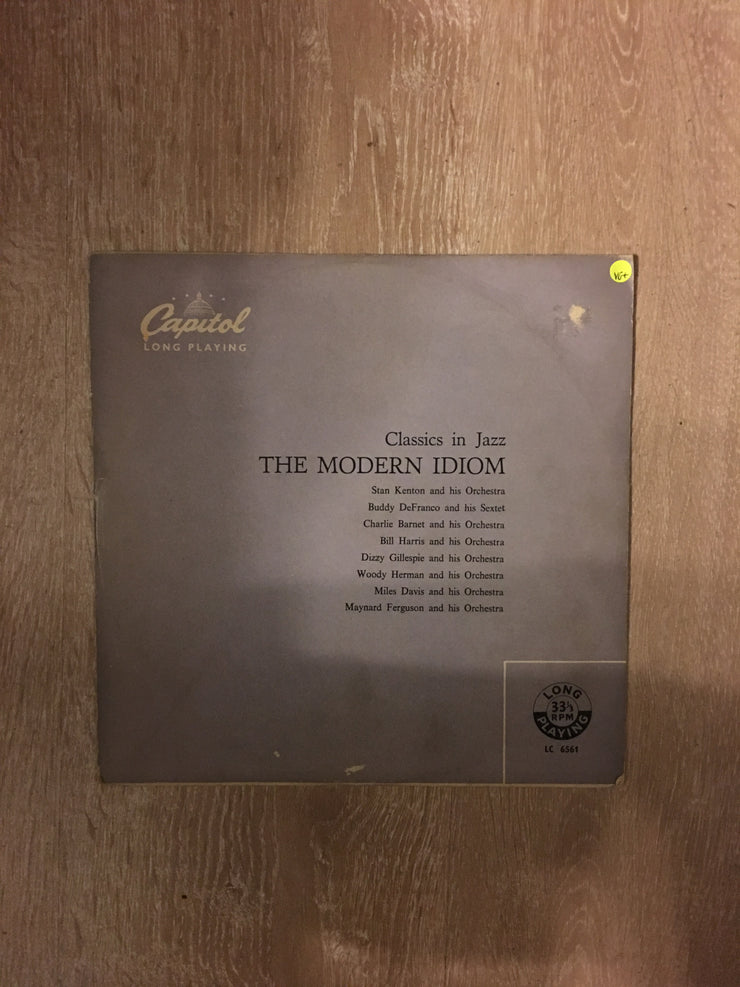 VG+
Capitol
LONG PLAYING
Classics in Jazz
THE MODERN IDIOM
Stan Kenton and his Orchestra
Buddy DeFranco and his Sextet
Charlie Barnet and his Orchestra
Bill Harris and his Orchestra
Dizzy Gillespie and his Orchestra
Woody Herman and his Orchestra
Miles Davis and his Orchestra
Maynard Ferguson and his Orchestra
LONG
33⅓
RPM
PLAYING
LC 6561